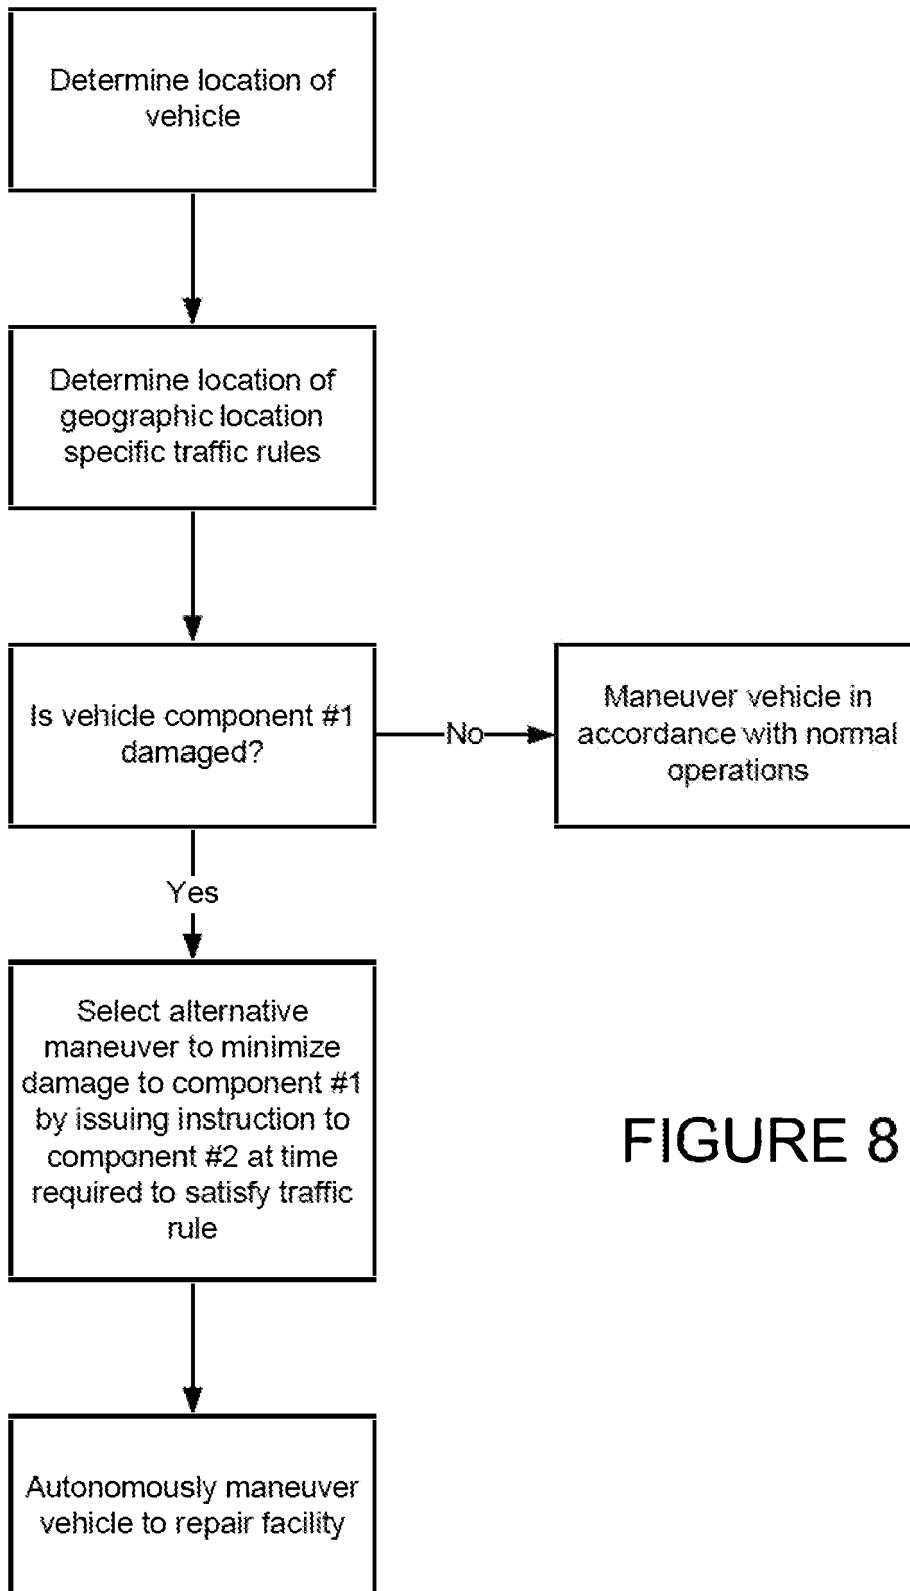 Determine location of
vehicle
Determine location of
geographic location
specific traffic rules
Is vehicle component #1
damaged?
No
Maneuver vehicle in
accordance with normal
operations
Yes
Select alternative
maneuver to minimize
damage to component #1
by issuing instruction to
component #2 at time
required to satisfy traffic
rule
FIGURE 8
Autonomously maneuver
vehicle to repair facility